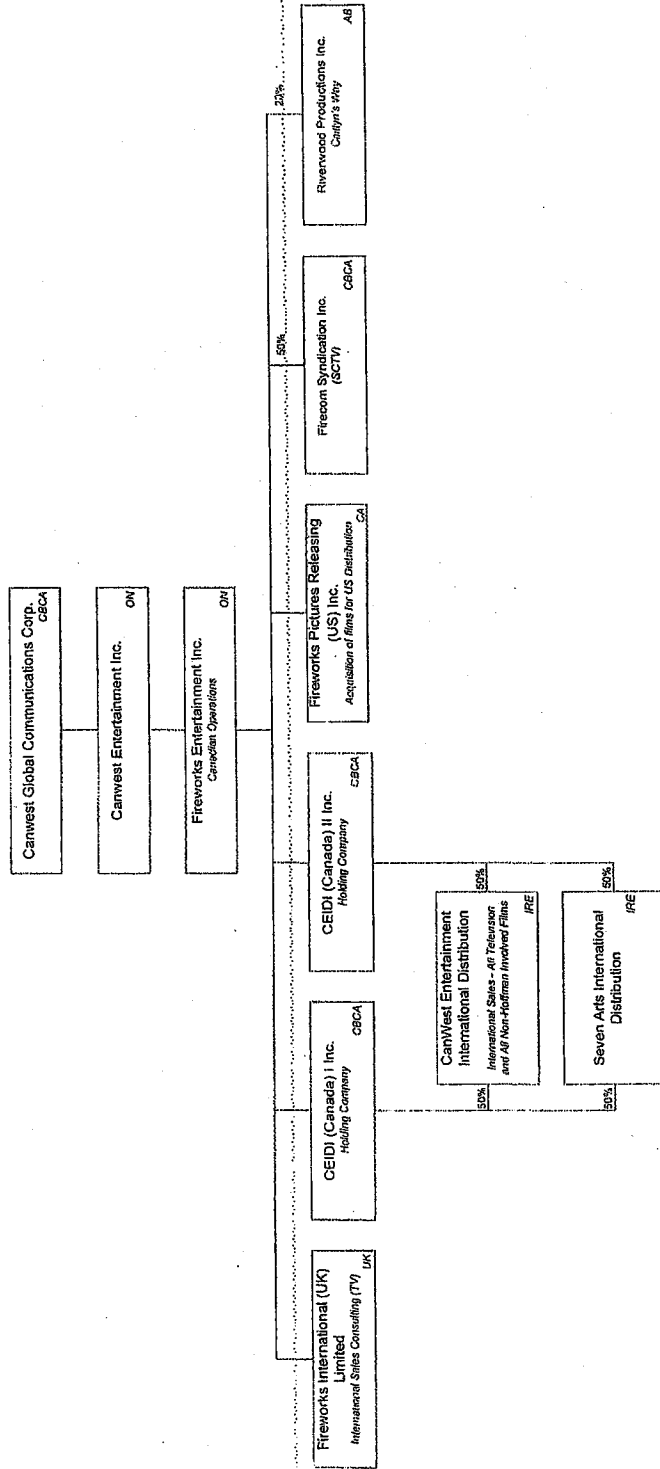 Canwest Global Communications Corp.
CBCA
Canwest Entertainment Inc.
ON
Fireworks Entertainment Inc.
Canadian Operations
ON
50%
Fireworks International (UK)
Limited
International Sales Consulting (TV)
UK
CEIDI (Canada) I Inc.
Holding Company
CBCA
CEIDI (Canada) II Inc.
Holding Company
CBCA
Fireworks Pictures Releasing
(US) Inc.
Acquisition of films for US Distribution
CA
Firecom Syndication Inc.
(SCTV)
CBCA
Riverwood Productions Inc.
Caitlyn's Way
AB
50%
50%
CanWest Entertainment
International Distribution
International Sales - All Television
and All Non-Hoffman Involved Films
IRE
50%
50%
Seven Arts International
Distribution
IRE